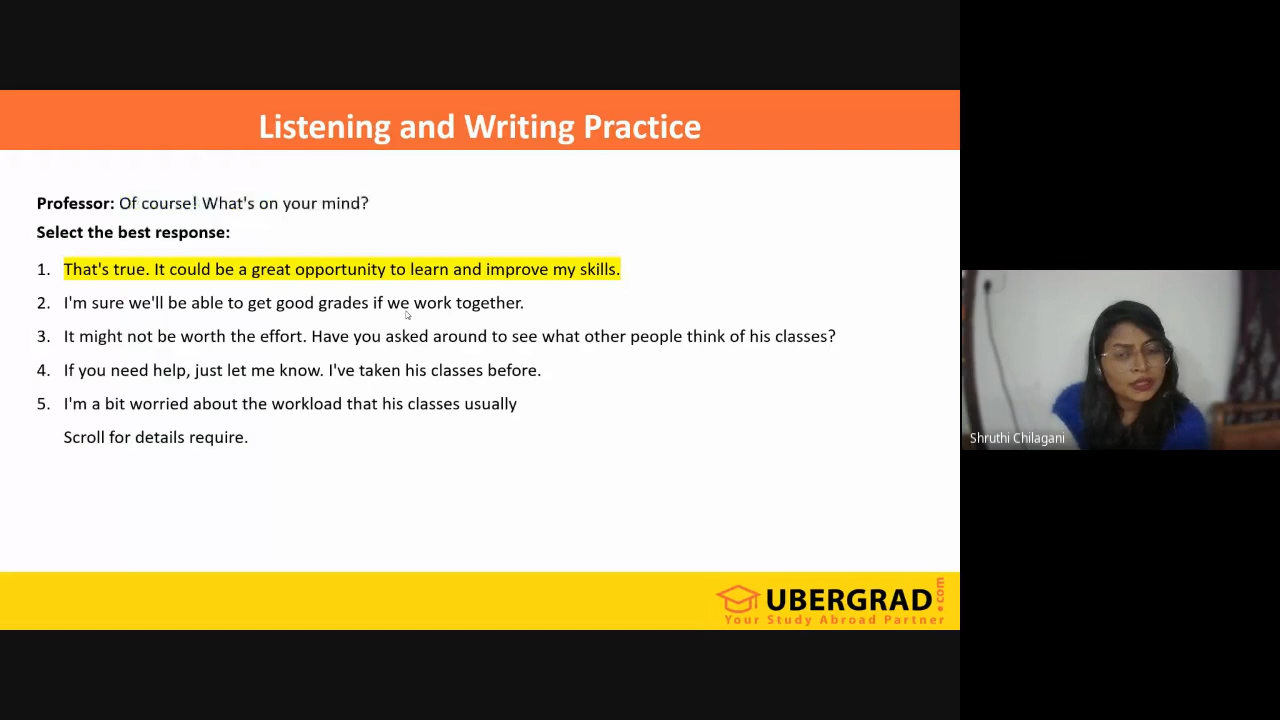 Listening and Writing Practice
Professor: Of course! What's on your mind?
Select the best response:
1. That's true. It could be a great opportunity to learn and improve my skills.
2. I'm sure we'll be able to get good grades if we work together.
3. It might not be worth the effort. Have you asked around to see what other people think of his classes?
4. If you need help, just let me know. I've taken his classes before.
5. I'm a bit worried about the workload that his classes usually
Scroll for details require.
Shruthi Chilagani
UBERGRAD.com
Your Study Abroad Partner